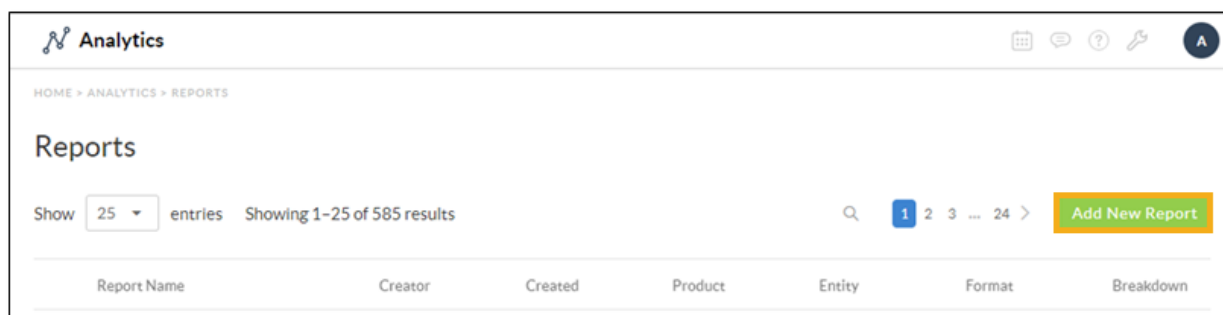 Analytics
A
HOME > ANALYTICS > REPORTS
Reports
Show 25 entries Showing 1–25 of 585 results 1 2 3 ... 24 > Add New Report
Report Name Creator Created Product Entity Format Breakdown